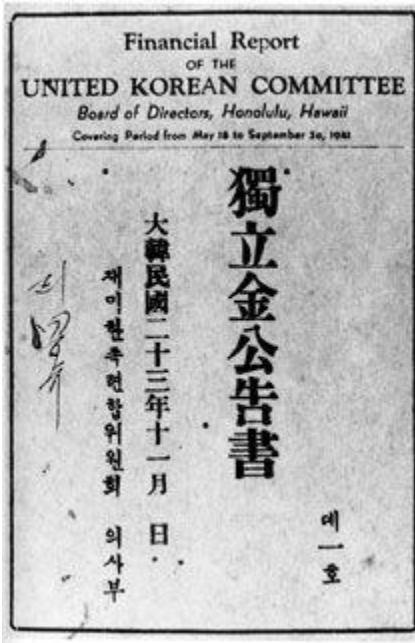 Financial Report
OF THE
UNITED KOREAN COMMITTEE
Board of Directors, Honolulu, Hawaii
Covering Period from May 18 to September 30, 1941
뎨一호
獨立金公告書
大韓民國二十三年十一月 日
재미한족련합위원회 의사부